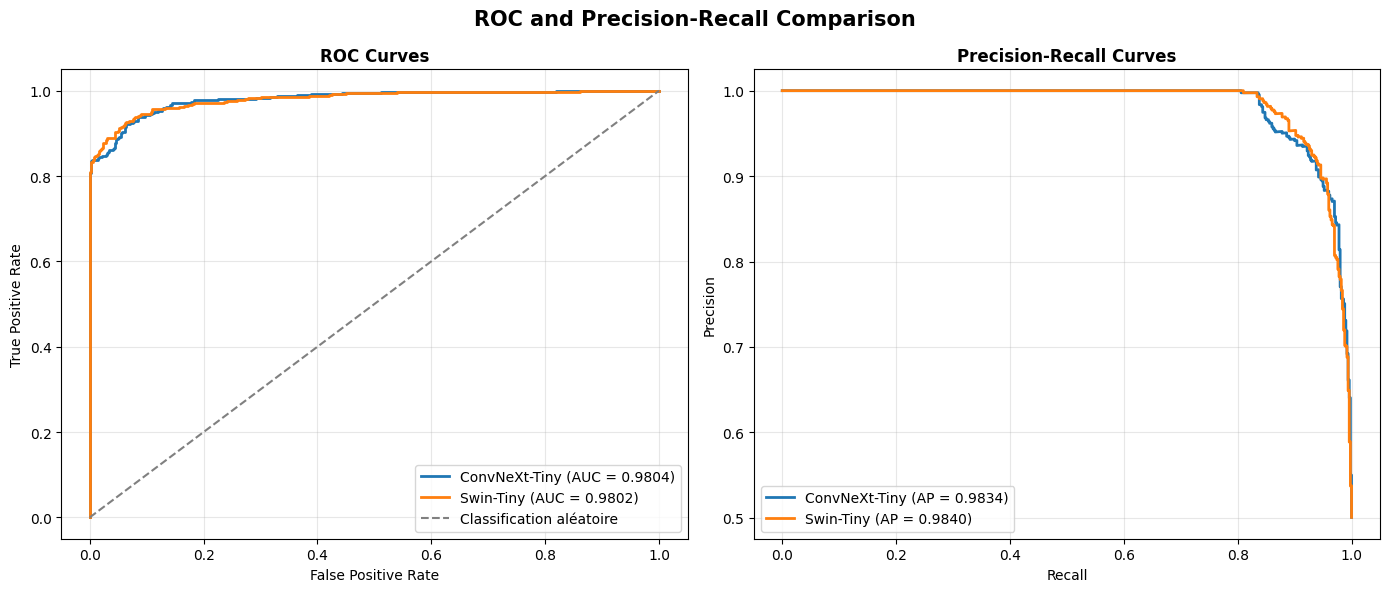 ROC and Precision-Recall Comparison
ROC Curves
True Positive Rate
1.0
0.8
0.6
0.4
0.2
0.0
0.0 0.2 0.4 0.6 0.8 1.0
False Positive Rate
ConvNeXt-Tiny (AUC = 0.9804)
Swin-Tiny (AUC = 0.9802)
Classification aléatoire
Precision-Recall Curves
Precision
1.0
0.9
0.8
0.7
0.6
0.5
0.0 0.2 0.4 0.6 0.8 1.0
Recall
ConvNeXt-Tiny (AP = 0.9834)
Swin-Tiny (AP = 0.9840)